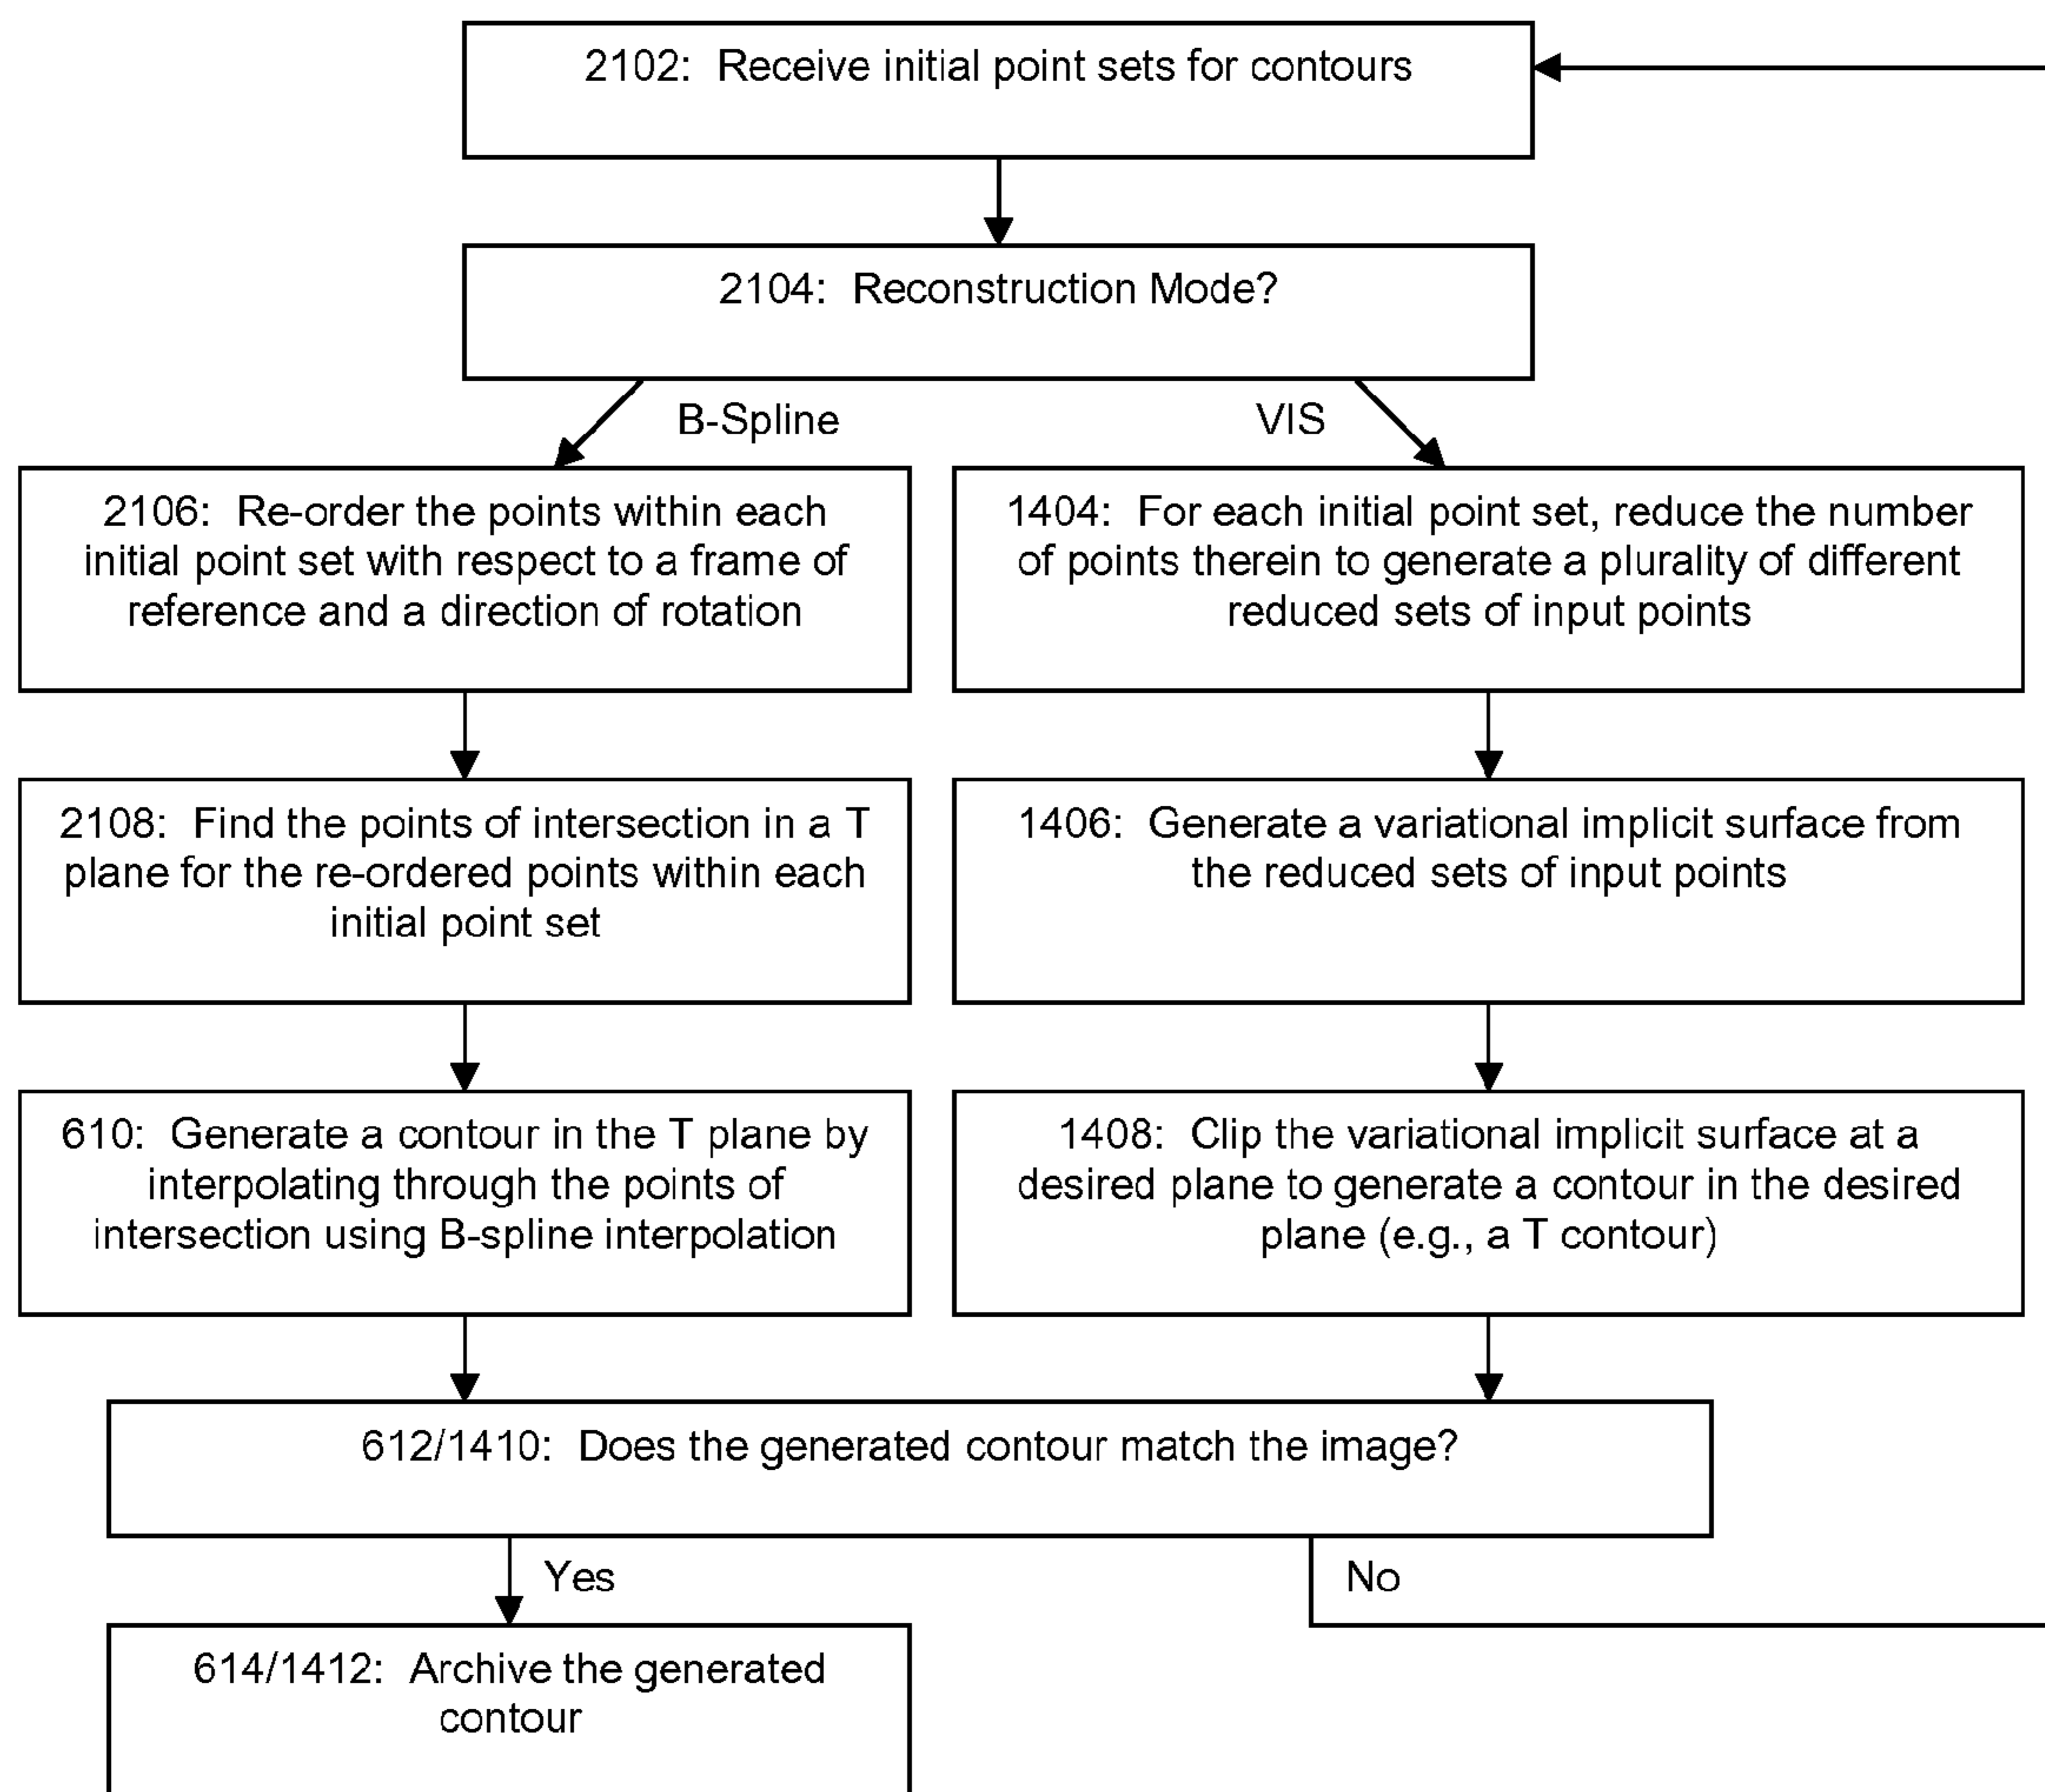 2102: Receive initial point sets for contours
2104: Reconstruction Mode?
B-Spline
VIS
2106: Re-order the points within each
initial point set with respect to a frame of
reference and a direction of rotation
1404: For each initial point set, reduce the number
of points therein to generate a plurality of different
reduced sets of input points
2108: Find the points of intersection in a T
plane for the re-ordered points within each
initial point set
1406: Generate a variational implicit surface from
the reduced sets of input points
610: Generate a contour in the T plane by
interpolating through the points of
intersection using B-spline interpolation
1408: Clip the variational implicit surface at a
desired plane to generate a contour in the desired
plane (e.g., a T contour)
612/1410: Does the generated contour match the image?
Yes
No
614/1412: Archive the generated
contour